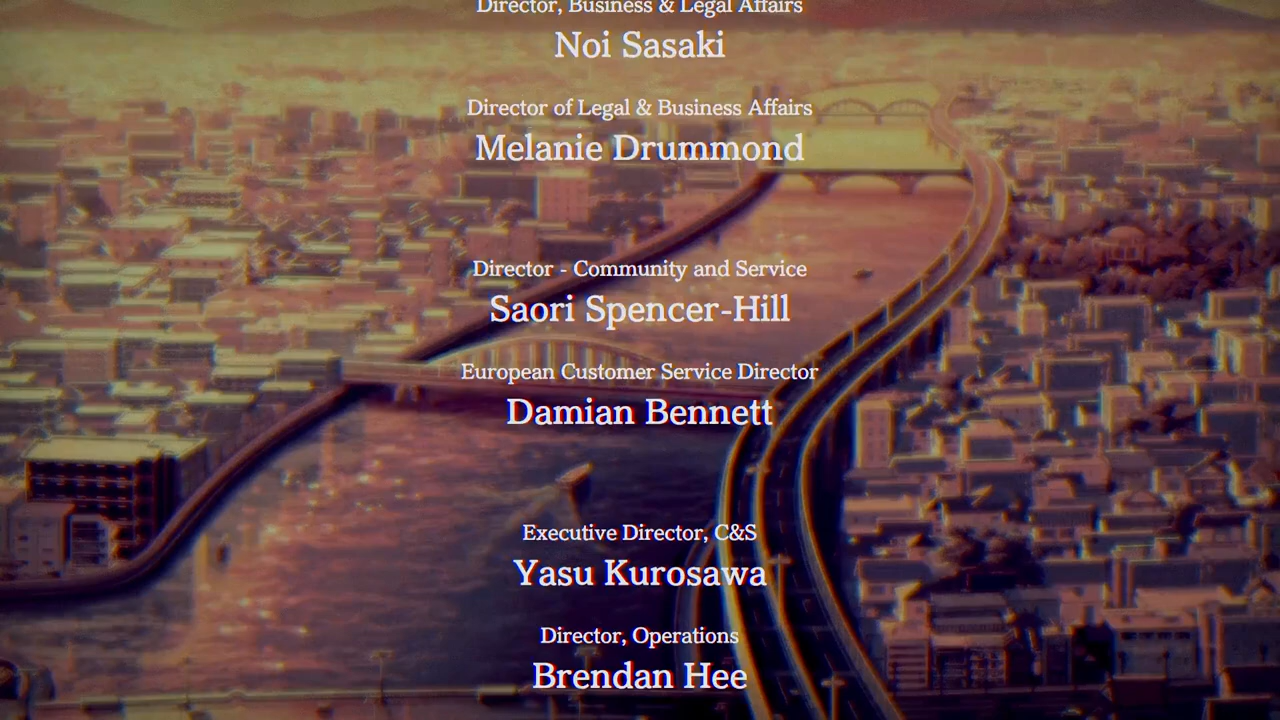 Director, Business & Legal Affairs
Noi Sasaki
Director of Legal & Business Affairs
Melanie Drummond
Director - Community and Service
Saori Spencer-Hill
European Customer Service Director
Damian Bennett
Executive Director, C&S
Yasu Kurosawa
Director, Operations
Brendan Hee